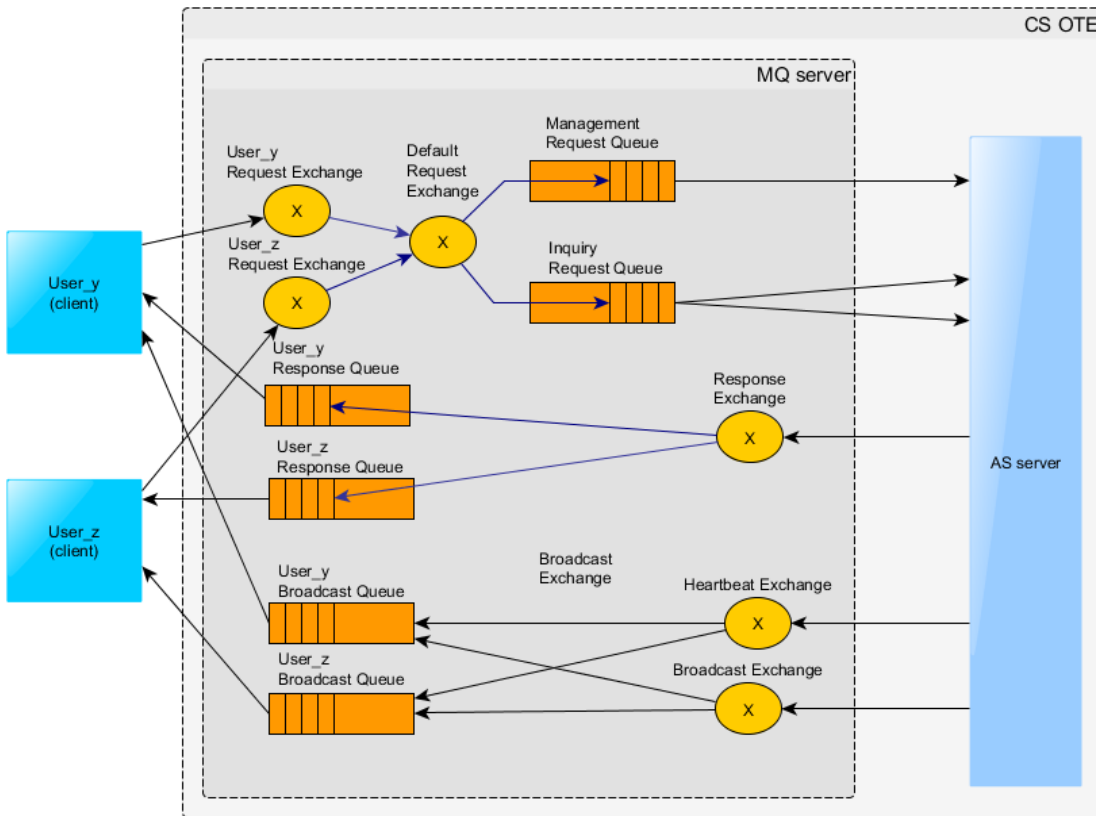 CS OTE
MQ server
User_y
Request Exchange
Default
Request
Exchange
Management
Request Queue
X
User_z
Request Exchange
X
X
Inquiry
Request Queue
User_y
(client)
User_y
Response Queue
Response
Exchange
X
User_z
Response Queue
AS server
User_z
(client)
User_y
Broadcast Queue
Broadcast
Exchange
Heartbeat Exchange
X
User_z
Broadcast Queue
Broadcast Exchange
X